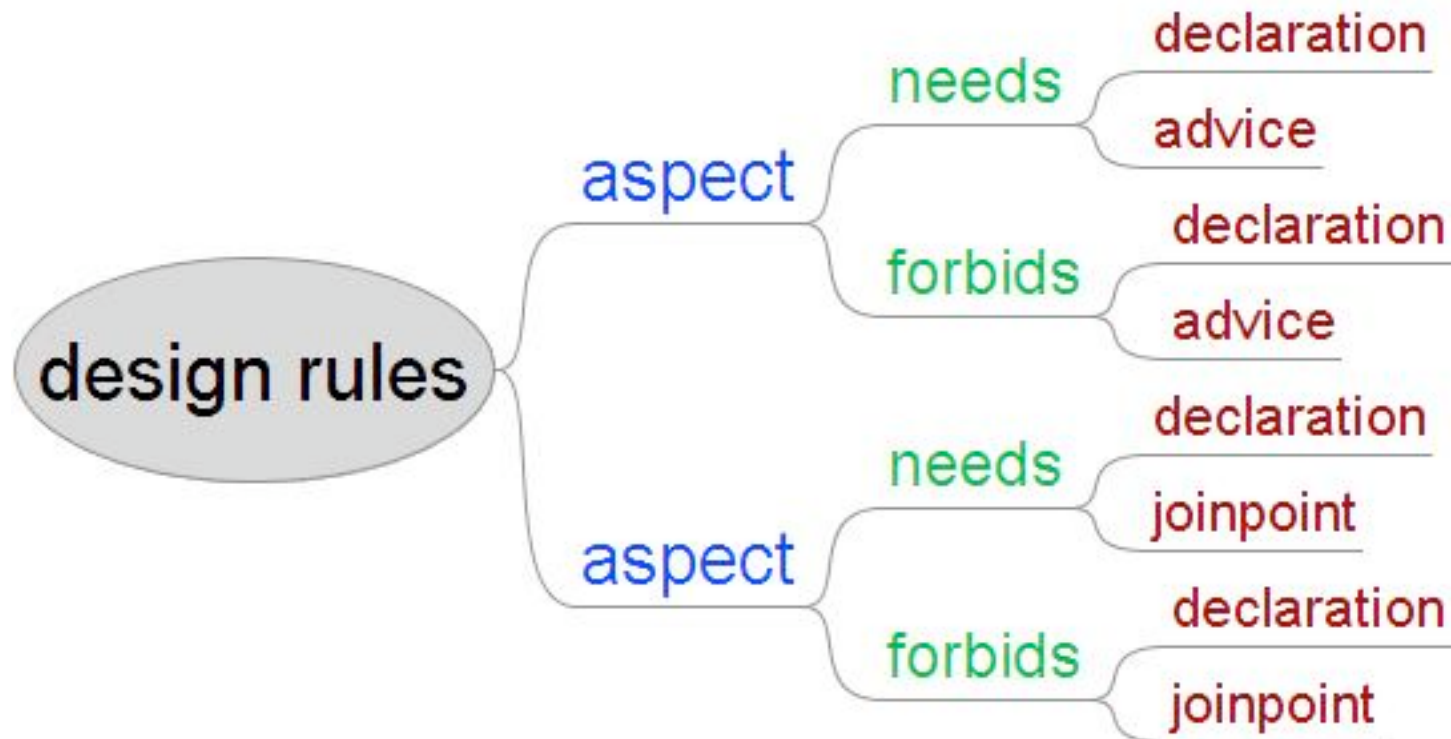 design rules
aspect
needs
declaration
advice
forbids
declaration
advice
aspect
needs
declaration
joinpoint
forbids
declaration
joinpoint